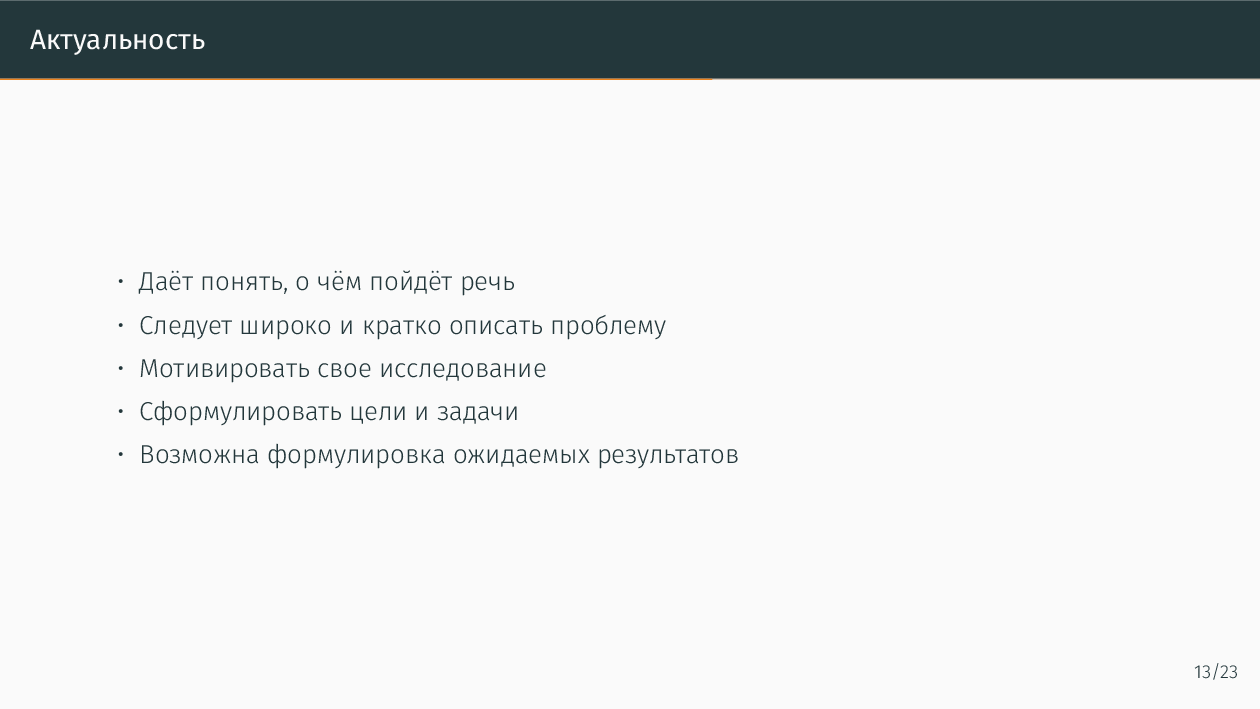 Актуальность
• Даёт понять, о чём пойдёт речь
• Следует широко и кратко описать проблему
• Мотивировать свое исследование
• Сформулировать цели и задачи
• Возможна формулировка ожидаемых результатов
13/23